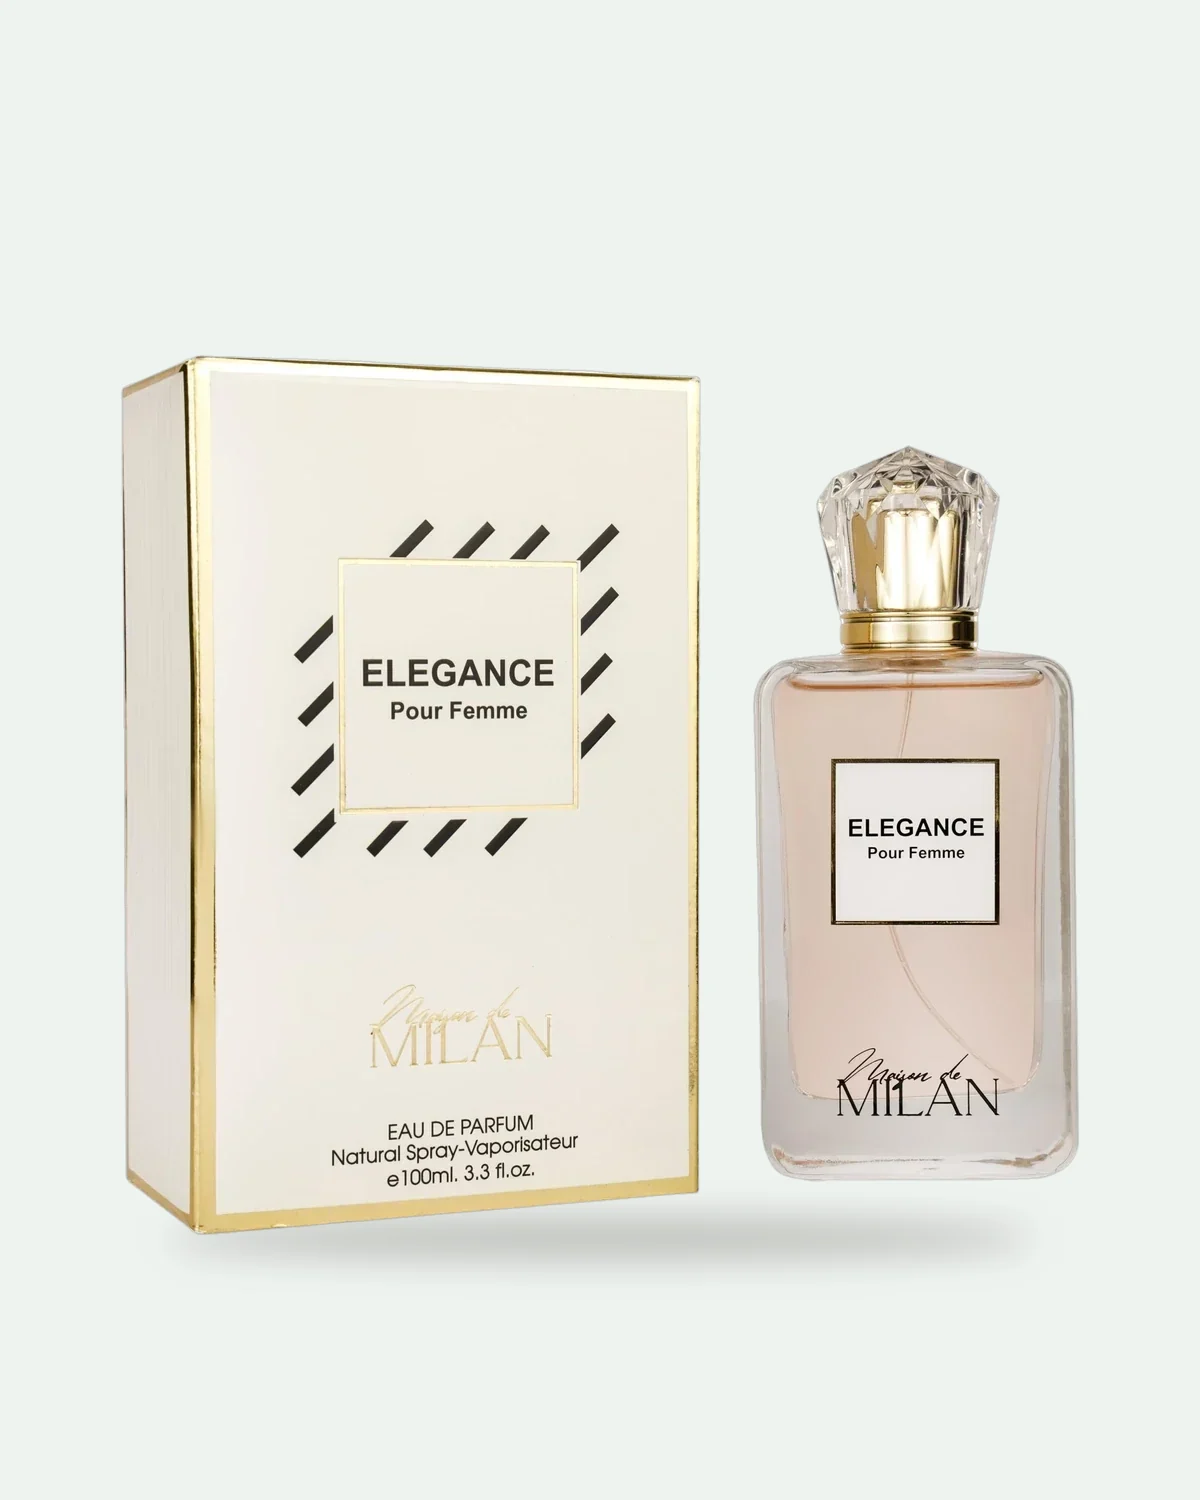 ELEGANCE
Pour Femme
Maison de
MILAN
EAU DE PARFUM
Natural Spray-Vaporisateur
e100ml. 3.3 fl.oz.
ELEGANCE
Pour Femme
Maison de
MILAN